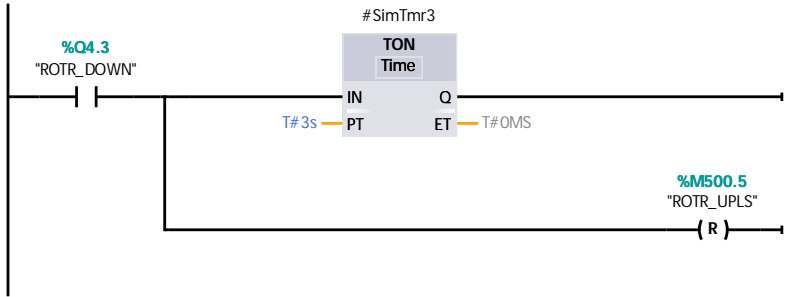 #SimTmr3
%Q4.3
"ROTR_DOWN"
TON
Time
IN
Q
T#3s
PT
ET
T#0MS
%M500.5
"ROTR_UPLS"
R